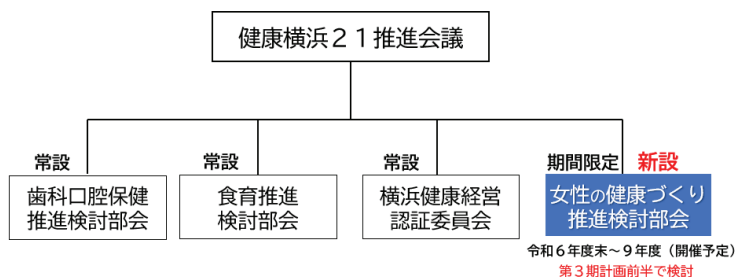 健康横浜２１推進会議
常設
歯科口腔保健
推進検討部会
常設
食育推進
検討部会
常設
横浜健康経営
認証委員会
期間限定 新設
女性の健康づくり
推進検討部会
令和６年度末～９年度（開催予定）
第３期計画前半で検討